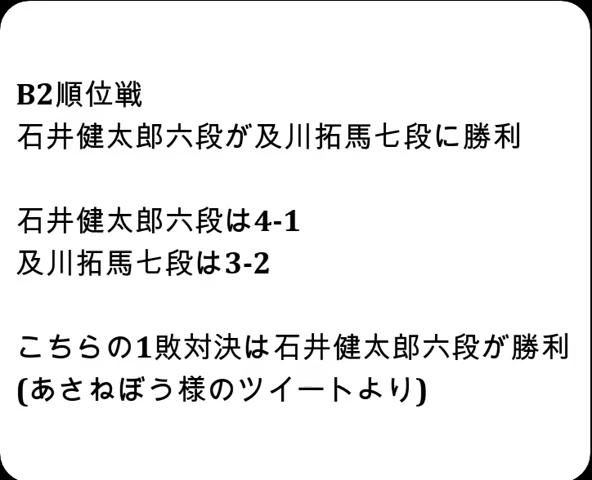 B2順位戦
石井健太郎六段が及川拓馬七段に勝利
石井健太郎六段は4-1
及川拓馬七段は3-2
こちらの1敗対決は石井健太郎六段が勝利
(あさねぼう様のツイートより)